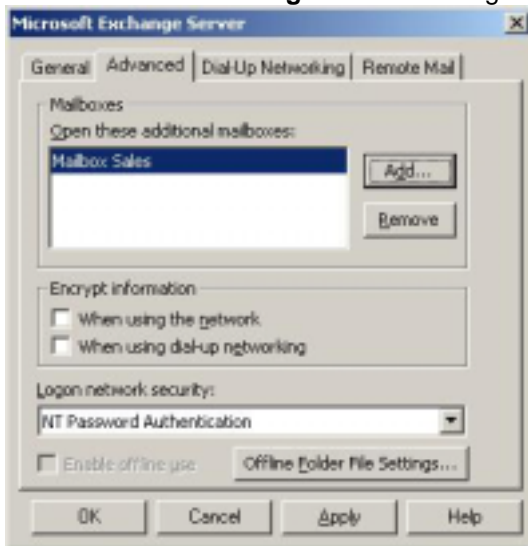 Microsoft Exchange Server
General Advanced Dial-Up Networking Remote Mail
Mailboxes
Open these additional mailboxes:
Mailbox Sales
Add...
Remove
Encrypt information
When using the network
When using dial-up networking
Logon network security:
NT Password Authentication
Enable offline use Offline Folder File Settings...
OK Cancel Apply Help